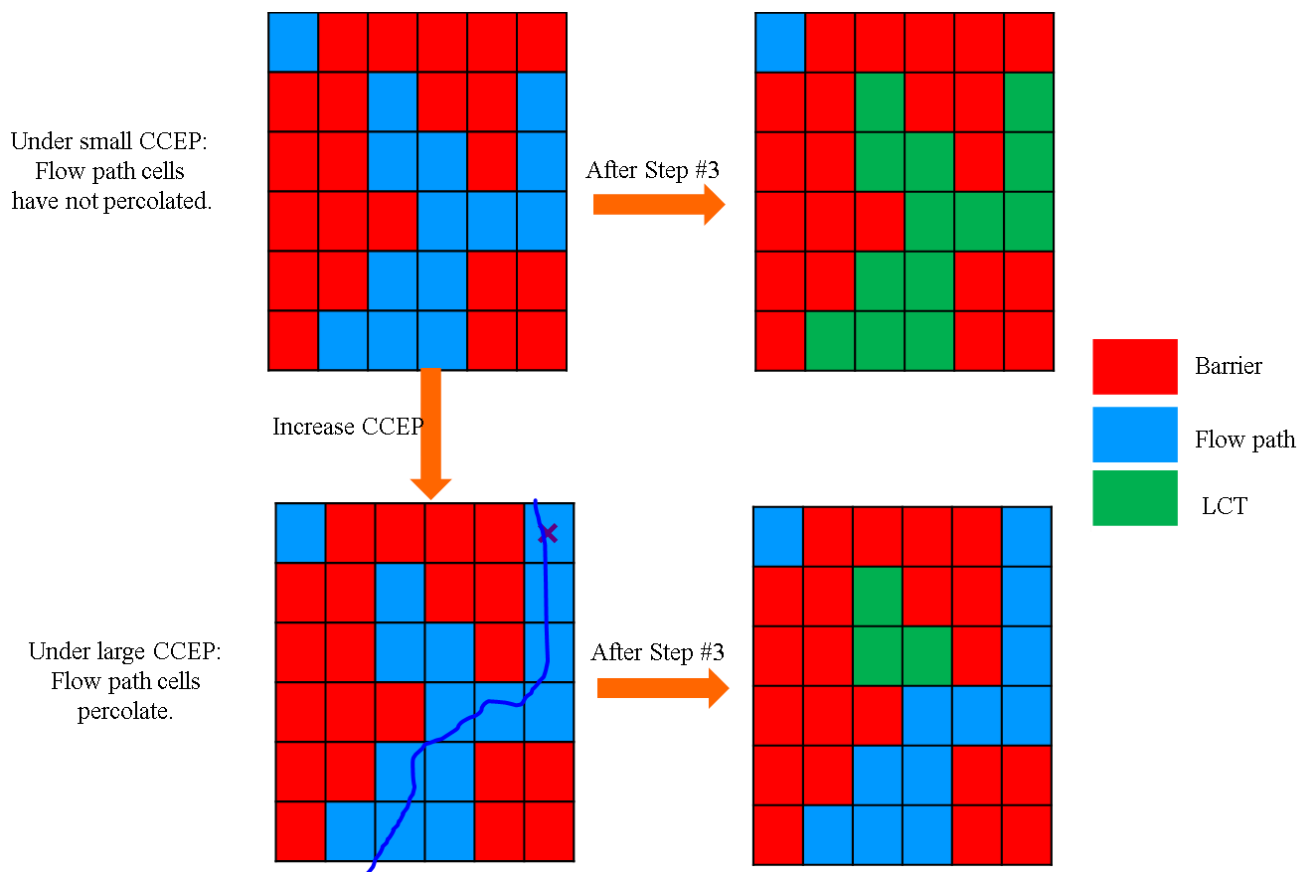 Under small CCEP:
Flow path cells
have not percolated.
After Step #3
Barrier
Flow path
LCT
Increase CCEP
Under large CCEP:
Flow path cells
percolate.
After Step #3